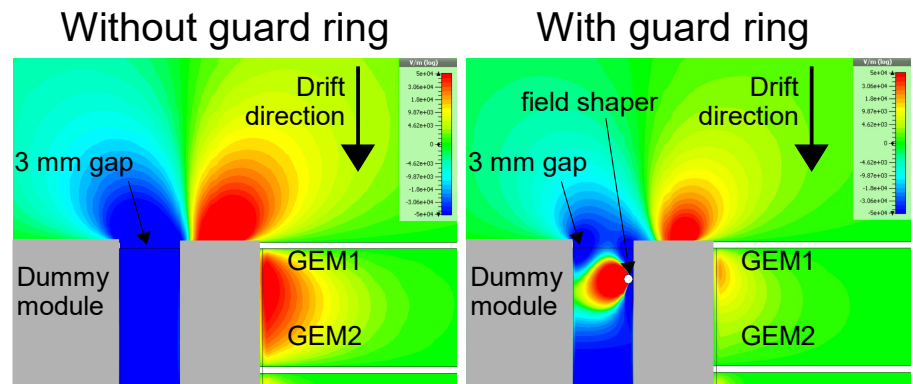 Without guard ring
With guard ring
V/m (log)
5e+04
3.06e+04
1.8e+04
9.87e+03
4.62e+03
0
-4.62e+03
-9.87e+03
-1.8e+04
-3.06e+04
-5e+04
Drift
direction
3 mm gap
Dummy
module
GEM1
GEM2
V/m (log)
5e+04
3.06e+04
1.8e+04
9.87e+03
4.62e+03
0
-4.62e+03
-9.87e+03
-1.8e+04
-3.06e+04
-5e+04
Drift
direction
field shaper
3 mm gap
Dummy
module
GEM1
GEM2